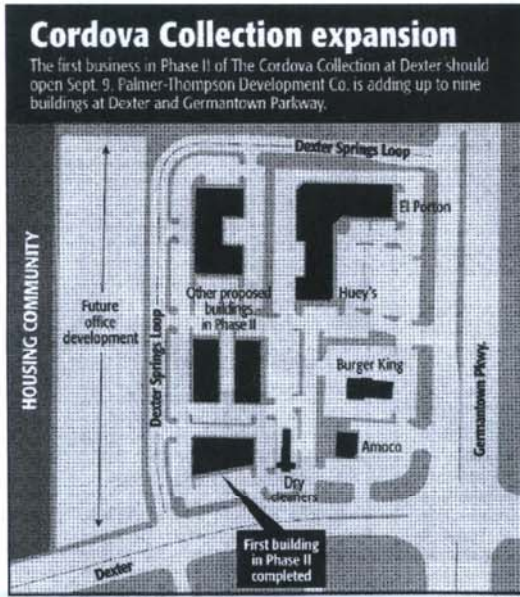 Cordova Collection expansion
The first business in Phase II of The Cordova Collection at Dexter should
open Sept. 9. Palmer-Thompson Development Co. is adding up to nine
buildings at Dexter and Germantown Parkway.
Dexter Springs Loop
El Porton
Other proposed
buildings
in Phase II
Huey's
HOUSING COMMUNITY
Future
office
development
Dexter Springs Loop
Germantown Pkwy.
Burger King
Amoco
Dry
cleaners
First building
in Phase II
completed
Dexter